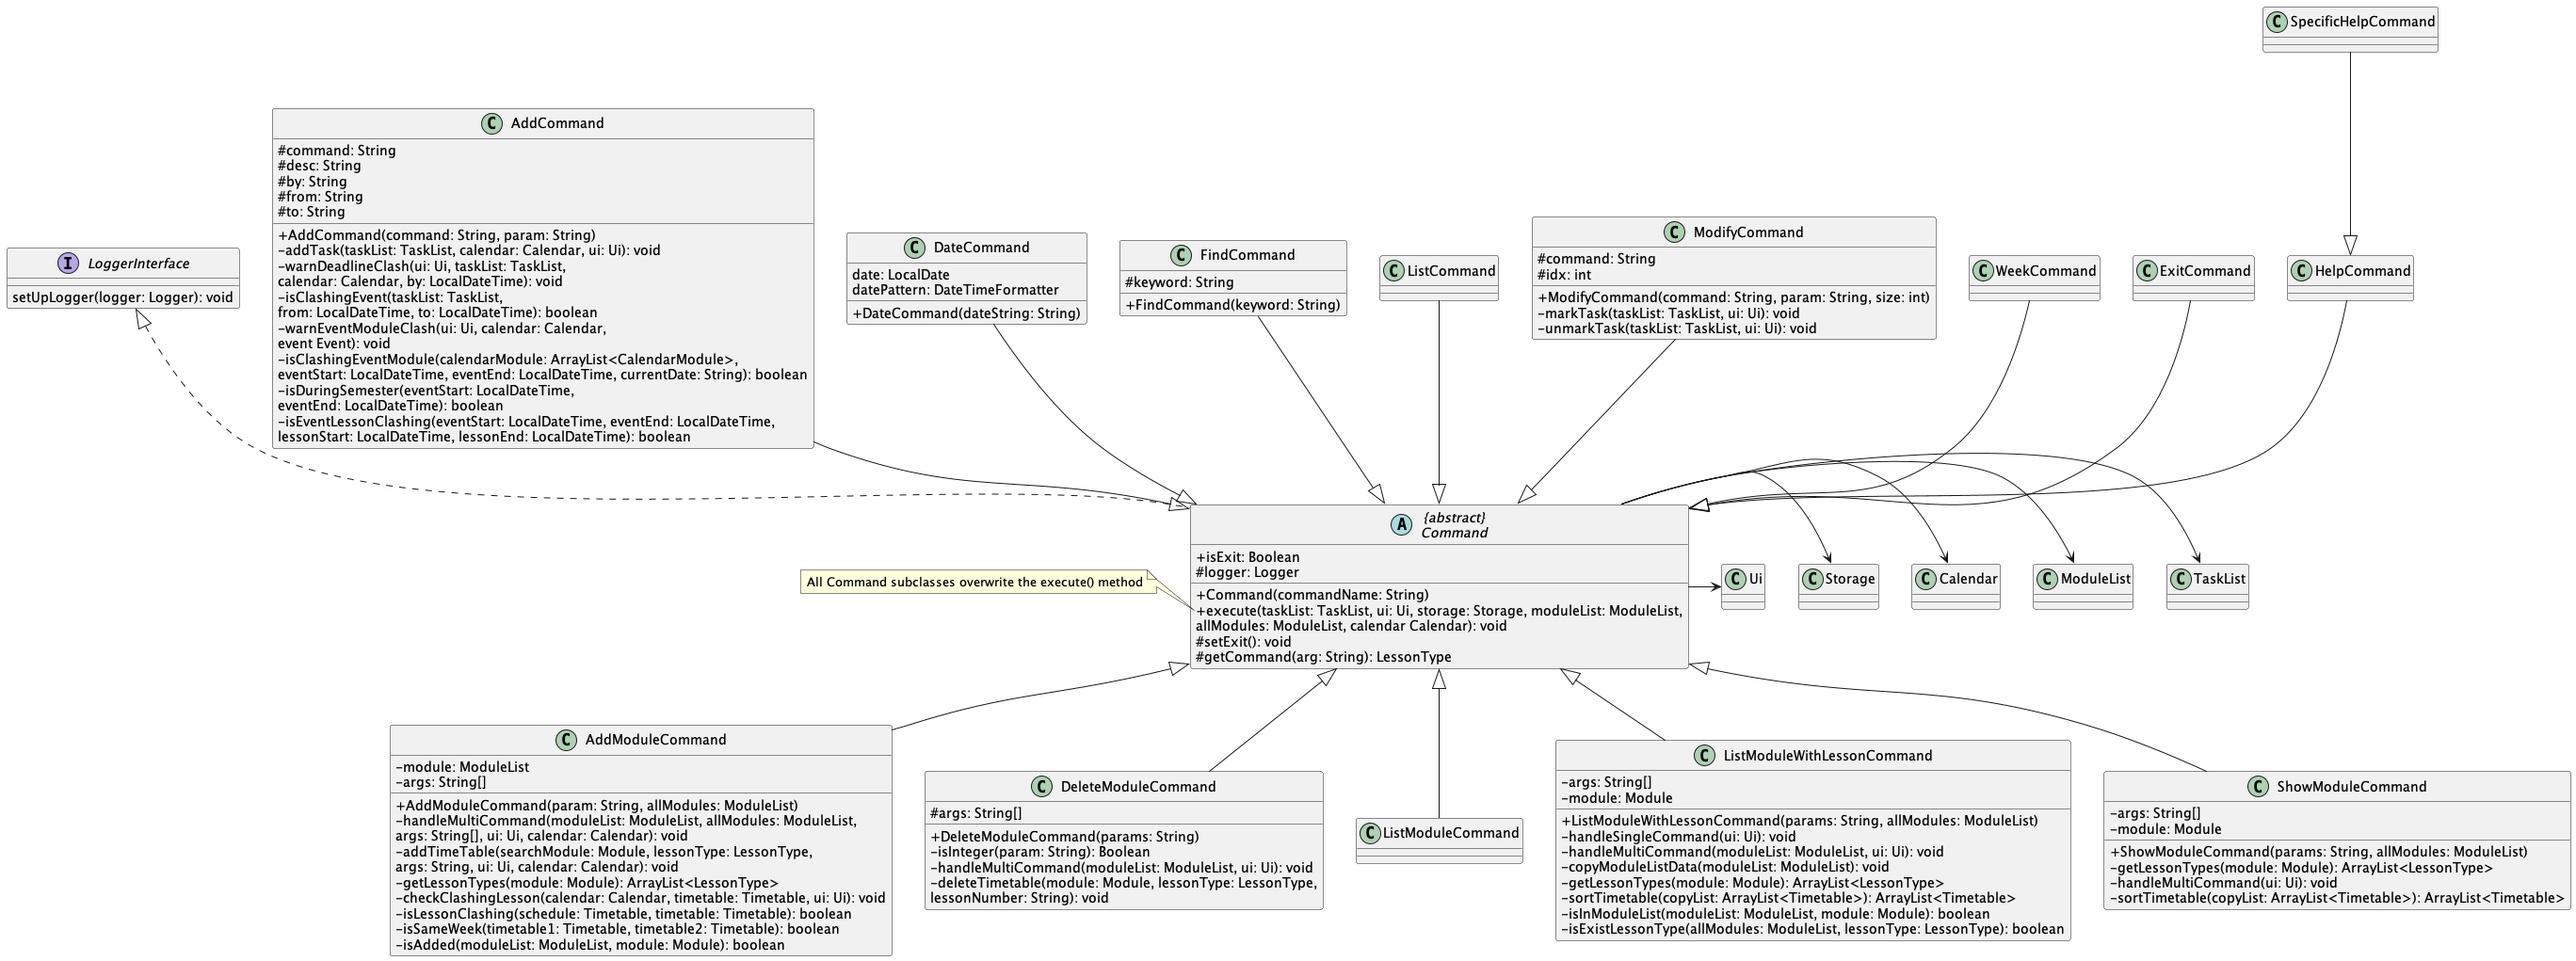 C SpecificHelpCommand
C AddCommand
#command: String
#desc: String
#by: String
#from: String
#to: String
+AddCommand(command: String, param: String)
-addTask(taskList: TaskList, calendar: Calendar, ui: Ui): void
-warnDeadlineClash(ui: Ui, taskList: TaskList,
calendar: Calendar, by: LocalDateTime): void
-isClashingEvent(taskList: TaskList,
from: LocalDateTime, to: LocalDateTime): boolean
-warnEventModuleClash(ui: Ui, calendar: Calendar,
event Event): void
-isClashingEventModule(calendarModule: ArrayList<CalendarModule>,
eventStart: LocalDateTime, eventEnd: LocalDateTime, currentDate: String): boolean
-isDuringSemester(eventStart: LocalDateTime,
eventEnd: LocalDateTime): boolean
-isEventLessonClashing(eventStart: LocalDateTime, eventEnd: LocalDateTime,
lessonStart: LocalDateTime, lessonEnd: LocalDateTime): boolean
I LoggerInterface
setUpLogger(logger: Logger): void
C DateCommand
date: LocalDate
datePattern: DateTimeFormatter
+DateCommand(dateString: String)
C FindCommand
#keyword: String
+FindCommand(keyword: String)
C ListCommand
C ModifyCommand
#command: String
#idx: int
+ModifyCommand(command: String, param: String, size: int)
-markTask(taskList: TaskList, ui: Ui): void
-unmarkTask(taskList: TaskList, ui: Ui): void
C WeekCommand
C ExitCommand
C HelpCommand
A {abstract}
Command
+isExit: Boolean
#logger: Logger
+Command(commandName: String)
+execute(taskList: TaskList, ui: Ui, storage: Storage, moduleList: ModuleList,
allModules: ModuleList, calendar Calendar): void
#setExit(): void
#getCommand(arg: String): LessonType
All Command subclasses overwrite the execute() method
C Ui
C Storage
C Calendar
C ModuleList
C TaskList
C AddModuleCommand
-module: ModuleList
-args: String[]
+AddModuleCommand(param: String, allModules: ModuleList)
-handleMultiCommand(moduleList: ModuleList, allModules: ModuleList,
args: String[], ui: Ui, calendar: Calendar): void
-addTimeTable(searchModule: Module, lessonType: LessonType,
args: String, ui: Ui, calendar: Calendar): void
-getLessonTypes(module: Module): ArrayList<LessonType>
-checkClashingLesson(calendar: Calendar, timetable: Timetable, ui: Ui): void
-isLessonClashing(schedule: Timetable, timetable: Timetable): boolean
-isSameWeek(timetable1: Timetable, timetable2: Timetable): boolean
-isAdded(moduleList: ModuleList, module: Module): boolean
C DeleteModuleCommand
#args: String[]
+DeleteModuleCommand(params: String)
-isInteger(param: String): Boolean
-handleMultiCommand(moduleList: ModuleList, ui: Ui): void
-deleteTimetable(module: Module, lessonType: LessonType,
lessonNumber: String): void
C ListModuleCommand
C ListModuleWithLessonCommand
-args: String[]
-module: Module
+ListModuleWithLessonCommand(params: String, allModules: ModuleList)
-handleSingleCommand(ui: Ui): void
-handleMultiCommand(moduleList: ModuleList, ui: Ui): void
-copyModuleListData(moduleList: ModuleList): void
-getLessonTypes(module: Module): ArrayList<LessonType>
-sortTimetable(copyList: ArrayList<Timetable>): ArrayList<Timetable>
-isInModuleList(moduleList: ModuleList, module: Module): boolean
-isExistLessonType(allModules: ModuleList, lessonType: LessonType): boolean
C ShowModuleCommand
-args: String[]
-module: Module
+ShowModuleCommand(params: String, allModules: ModuleList)
-getLessonTypes(module: Module): ArrayList<LessonType>
-handleMultiCommand(ui: Ui): void
-sortTimetable(copyList: ArrayList<Timetable>): ArrayList<Timetable>